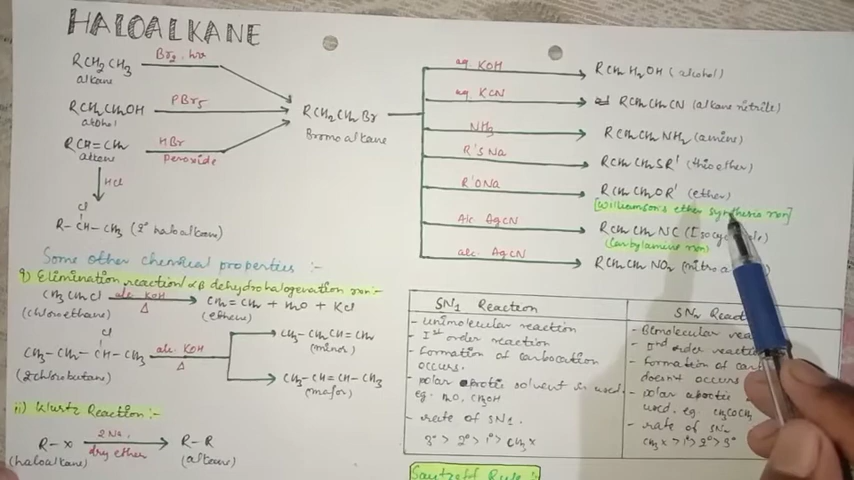 HALOALKANE
RCH2CH3 Br2, hν
alkane
RCH2CH2OH PBr5
alcohol
RCH=CH2 HBr
alkene Peroxide
HCl
Cl
R-CH-CH3 (2° haloalkane)
RCH2CH2Br
Bromoalkane
aq. KOH RCH2CH2OH (alcohol)
aq. KCN RCH2CH2CN (alkane nitrile)
NH3 RCH2CH2NH2 (amine)
R'SNa RCH2CH2SR' (thioether)
R'ONa RCH2CH2OR' (ether)
[Williamson's ether synthesis rxn]
Alc. AgCN RCH2CH2NC
(Carbylamine rxn)
alc. AgCN RCH2CH2NO2
Some other chemical properties :-
i) Elimination reaction or β dehydrohalogenation rxn:-
CH3CH2Cl alc. KOH Δ CH2=CH2 + H2O + KCl
(chloroethane) (ethene)
Cl
CH3-CH2-CH-CH3 alc. KOH Δ
(2chlorobutane)
CH3-CH2CH=CH2
(minor)
CH3-CH=CH-CH3
(major)
ii) Wurtz Reaction:-
R-X 2Na, dry ether R-R
(haloalkane) (alkane)
SN1 Reaction
- Unimolecular reaction
- Ist order reaction
- Formation of carbocation
occurs.
- polar protic solvent is used.
eg. H2O, CH3OH
- rate of SN1
3° > 2° > 1° > CH3X
SN2
- Bimolecular
- IInd order
- Formation of
doesn't occurs
- polar aprotic
used. eg. CH3COCH3
- rate of SN2
CH3X > 1° > 2° > 3°
Saytzeff Rule :-